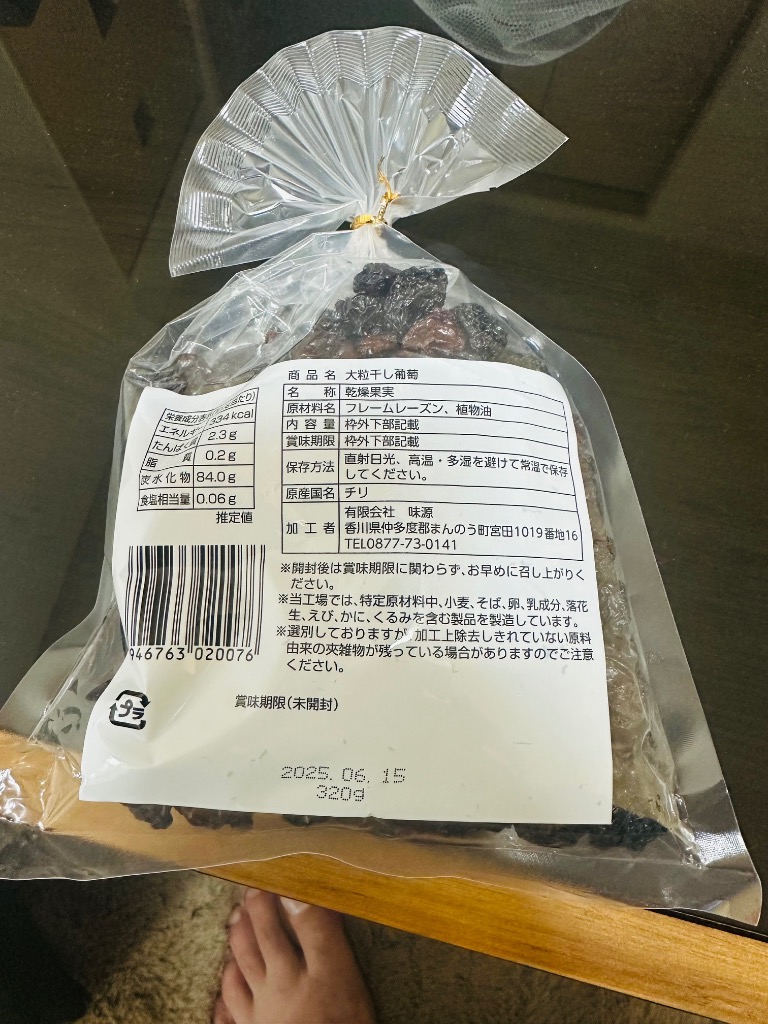 商品名 大粒干し葡萄
名称 乾燥果実
原材料名 フレームレーズン、植物油
内容量 枠外下部記載
賞味期限 枠外下部記載
保存方法 直射日光、高温・多湿を避けて常温で保存
してください。
原産国名 チリ
加工者 有限会社 味源
香川県仲多度郡まんのう町宮田1019番地16
TEL0877-73-0141
栄養成分
エネルギ 334kcal
たんぱく 2.3g
脂質 0.2g
炭水化物 84.0g
食塩相当量 0.06g
推定値
※開封後は賞味期限に関わらず、お早めに召し上がりく
ださい。
※当工場では、特定原材料中、小麦、そば、卵、乳成分、落花
生、えび、かに、くるみを含む製品を製造しています。
※選別しておりますが、加工上除去しきれていない原料
由来の夾雑物が残っている場合がありますのでご注意
ください。
946763 020076
プラ
賞味期限(未開封)
2025.06.15
320g